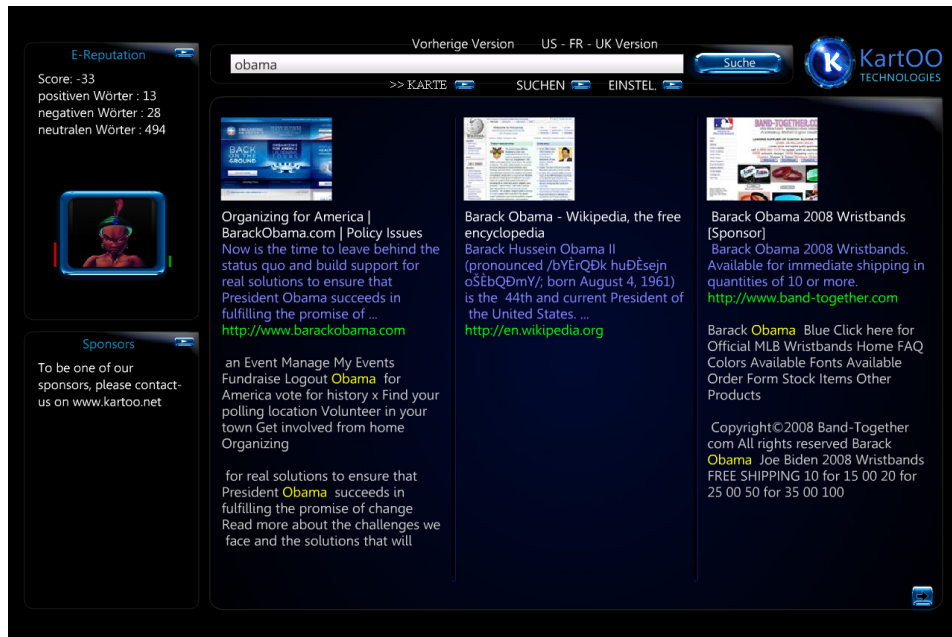 Vorherige Version US - FR - UK Version
E-Reputation
Score: -33
positiven Wörter : 13
negativen Wörter : 28
neutralen Wörter : 494
obama
Suche
KartOO
TECHNOLOGIES
>> KARTE
SUCHEN
EINSTEL.
Sponsors
To be one of our
sponsors, please contact-
us on www.kartoo.net
BACK
ON THE
GROUND
Organizing for America |
BarackObama.com | Policy Issues
Now is the time to leave behind the
status quo and build support for
real solutions to ensure that
President Obama succeeds in
fulfilling the promise of ...
http://www.barackobama.com
an Event Manage My Events
Fundraise Logout Obama for
America vote for history x Find your
polling location Volunteer in your
town Get involved from home
Organizing
for real solutions to ensure that
President Obama succeeds in
fulfilling the promise of change
Read more about the challenges we
face and the solutions that will
Barack Obama - Wikipedia, the free
encyclopedia
Barack Hussein Obama II
(pronounced /bYÈrQÐk huÐÈsejn
oŠÈbQÐmY/; born August 4, 1961)
is the 44th and current President of
the United States. ...
http://en.wikipedia.org
BAND-TOGETHER.CO
Barack Obama 2008 Wristbands
[Sponsor]
Barack Obama 2008 Wristbands.
Available for immediate shipping in
quantities of 10 or more.
http://www.band-together.com
Barack Obama Blue Click here for
Official MLB Wristbands Home FAQ
Colors Available Fonts Available
Order Form Stock Items Other
Products
Copyright©2008 Band-Together
com All rights reserved Barack
Obama Joe Biden 2008 Wristbands
FREE SHIPPING 10 for 15 00 20 for
25 00 50 for 35 00 100